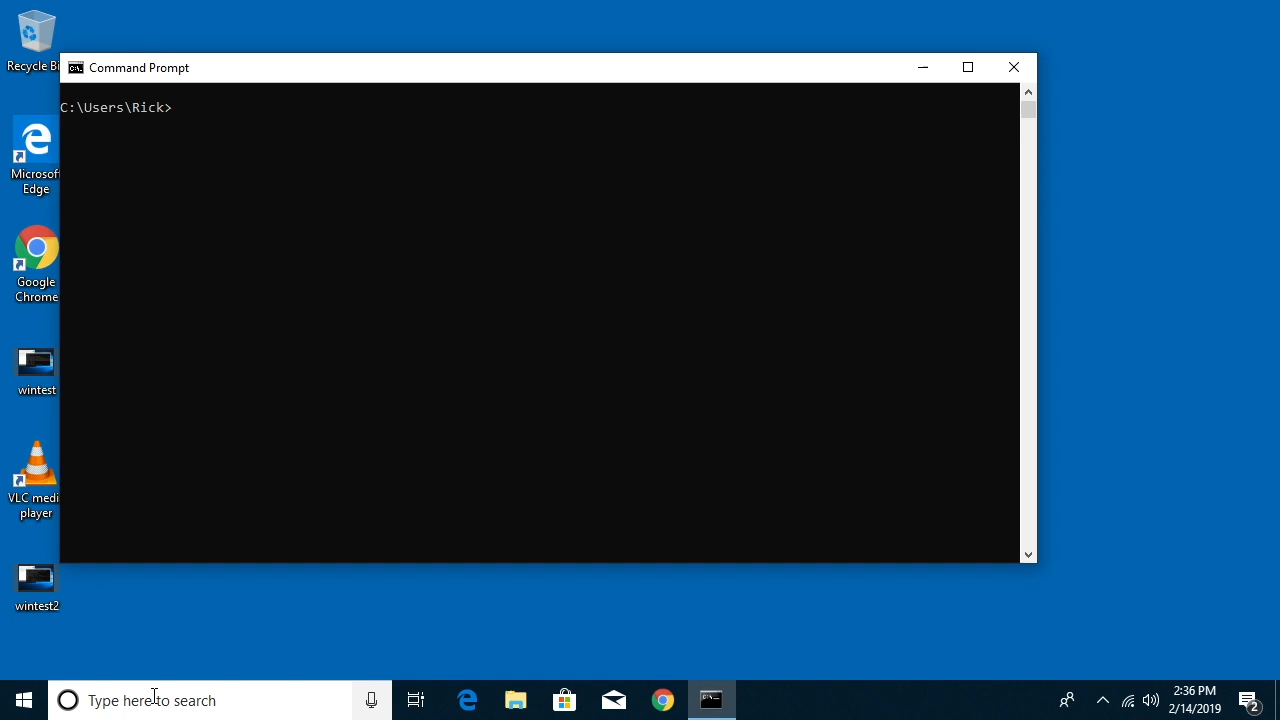 Recycle Bi
Command Prompt
C:\Users\Rick>
Microsof
Edge
Google
Chrome
wintest
VLC medi
player
wintest2
Type here to search
2:36 PM
2/14/2019
2